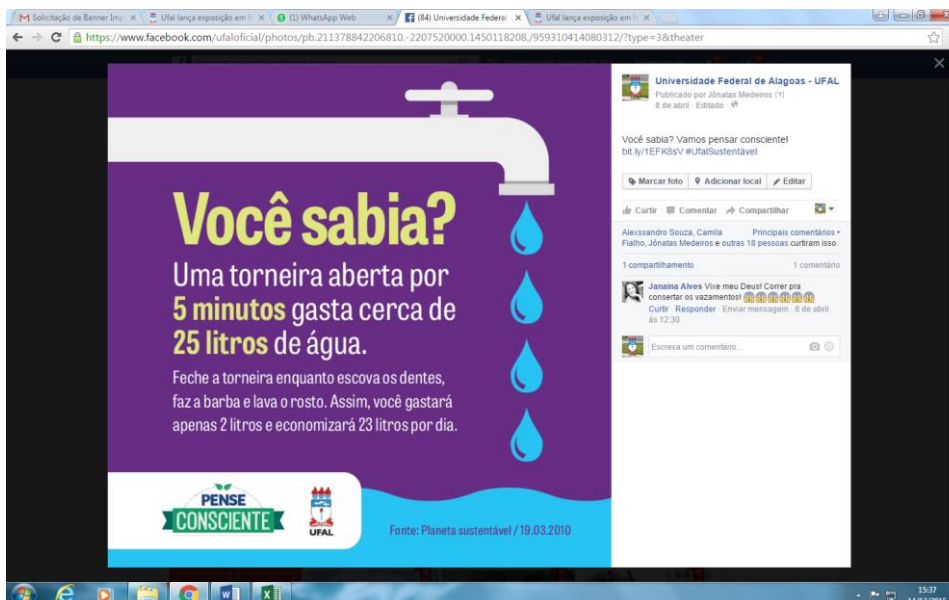 Solicitação de Banner Imp
Ufal lança exposição em h
(1) WhatsApp Web
(84) Universidade Federal
Ufal lança exposição em h
https://www.facebook.com/ufaloficial/photos/pb.211378842206810.-2207520000.1450118208./959310414080312/?type=3&theater
Você sabia?
Uma torneira aberta por
5 minutos gasta cerca de
25 litros de água.
Feche a torneira enquanto escova os dentes,
faz a barba e lava o rosto. Assim, você gastará
apenas 2 litros e economizará 23 litros por dia.
PENSE
CONSCIENTE
UFAL
Fonte: Planeta sustentável / 19.03.2010
Universidade Federal de Alagoas - UFAL
Publicado por Jônatas Medeiros [?]
8 de abril · Editado ·
Você sabia? Vamos pensar consciente!
bit.ly/1EFK8sV #UfalSustentável
Marcar foto Adicionar local Editar
Curtir Comentar Compartilhar
Alexssandro Souza, Camila Principais comentários
Fialho, Jônatas Medeiros e outras 18 pessoas curtiram isso.
1 compartilhamento 1 comentário
Janaina Alves Vixe meu Deus! Correr pra
consertar os vazamentos!
Curtir · Responder · Enviar mensagem · 8 de abril
às 12:30
Escreva um comentário...
15:37